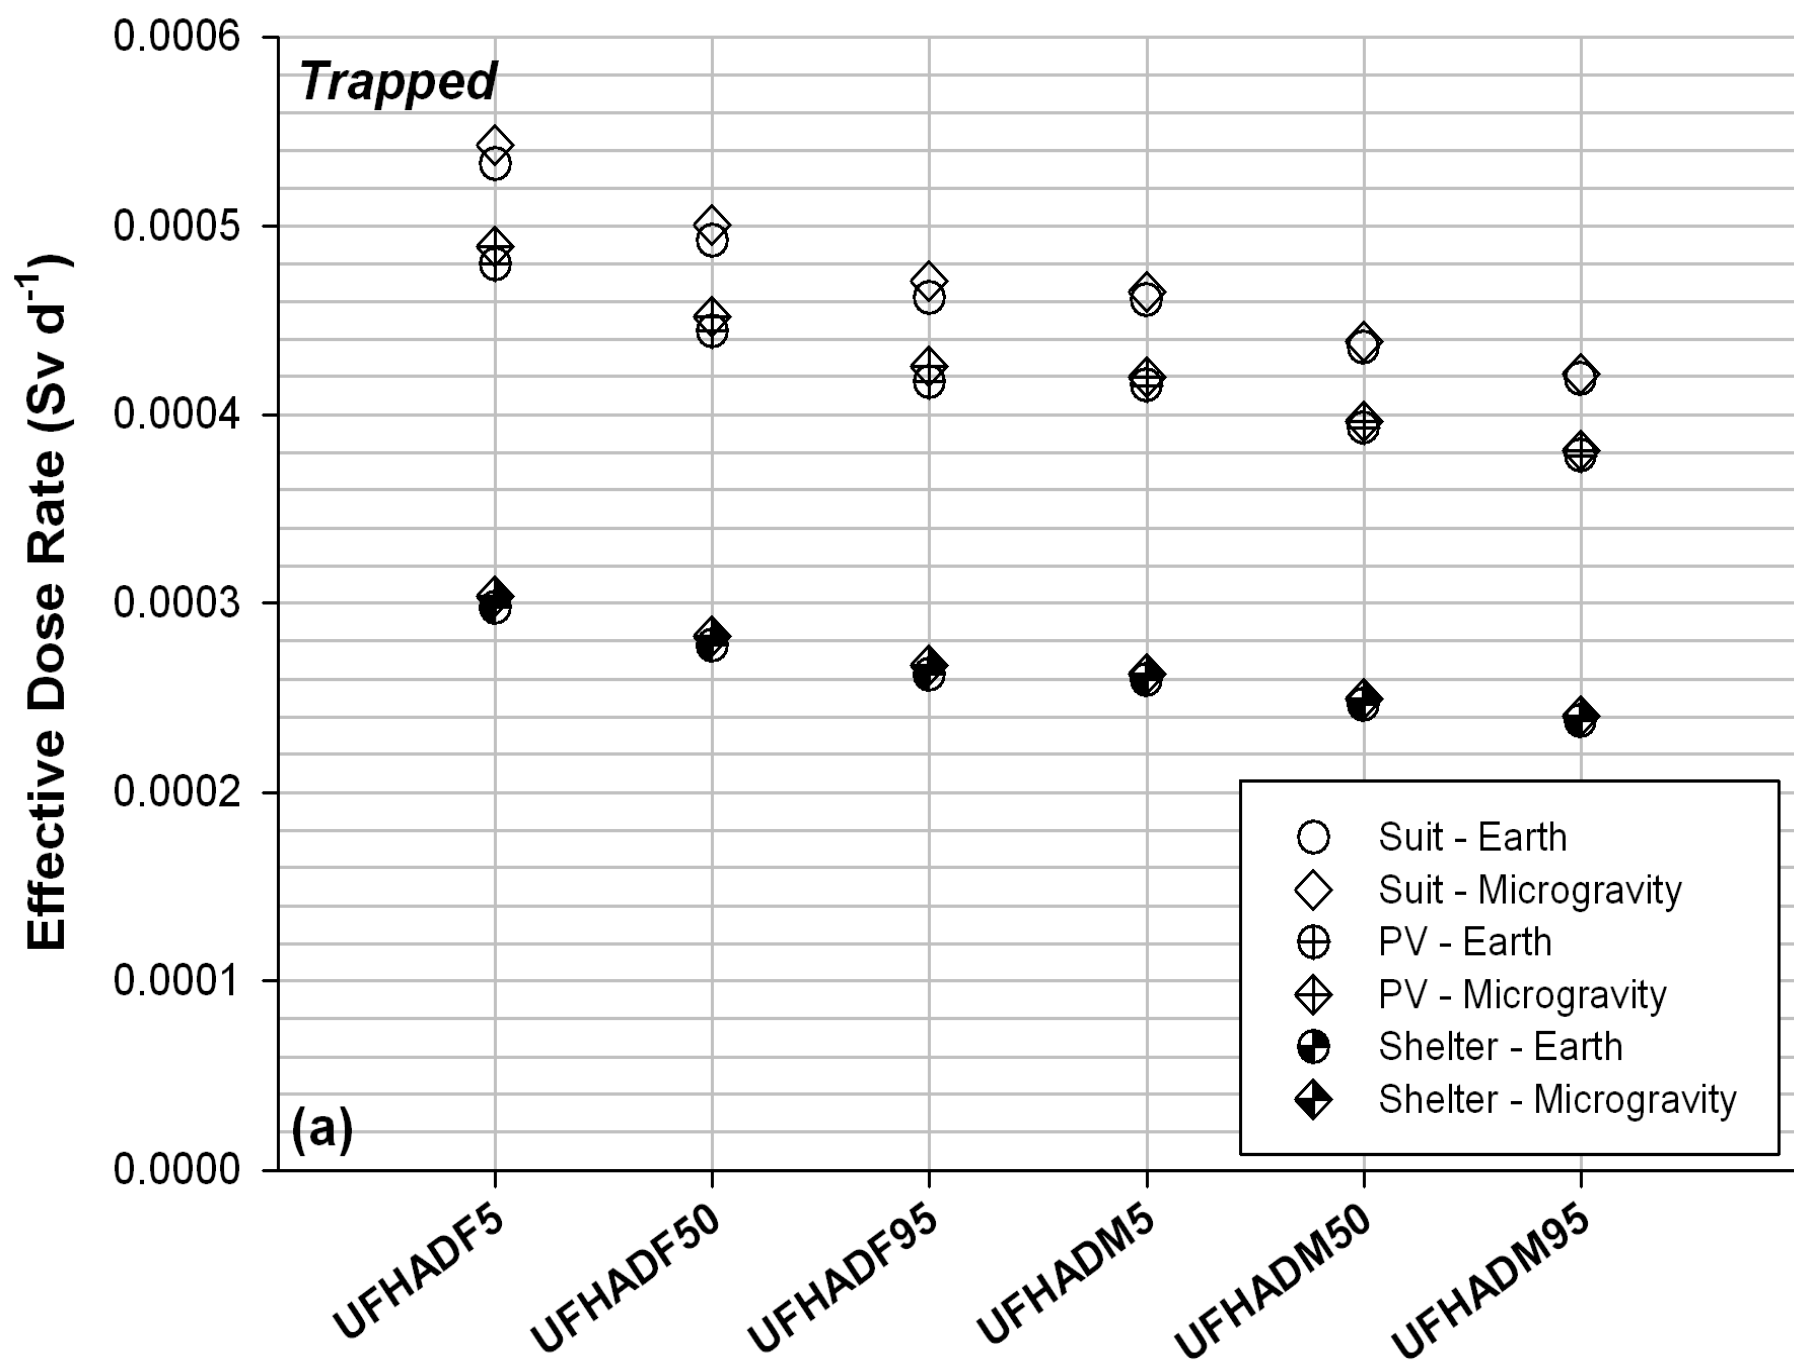 Trapped
Effective Dose Rate (Sv d-1)
0.0006
0.0005
0.0004
0.0003
0.0002
0.0001
0.0000
(a)
Suit - Earth
Suit - Microgravity
PV - Earth
PV - Microgravity
Shelter - Earth
Shelter - Microgravity
UFHADF5
UFHADF50
UFHADF95
UFHADM5
UFHADM50
UFHADM95